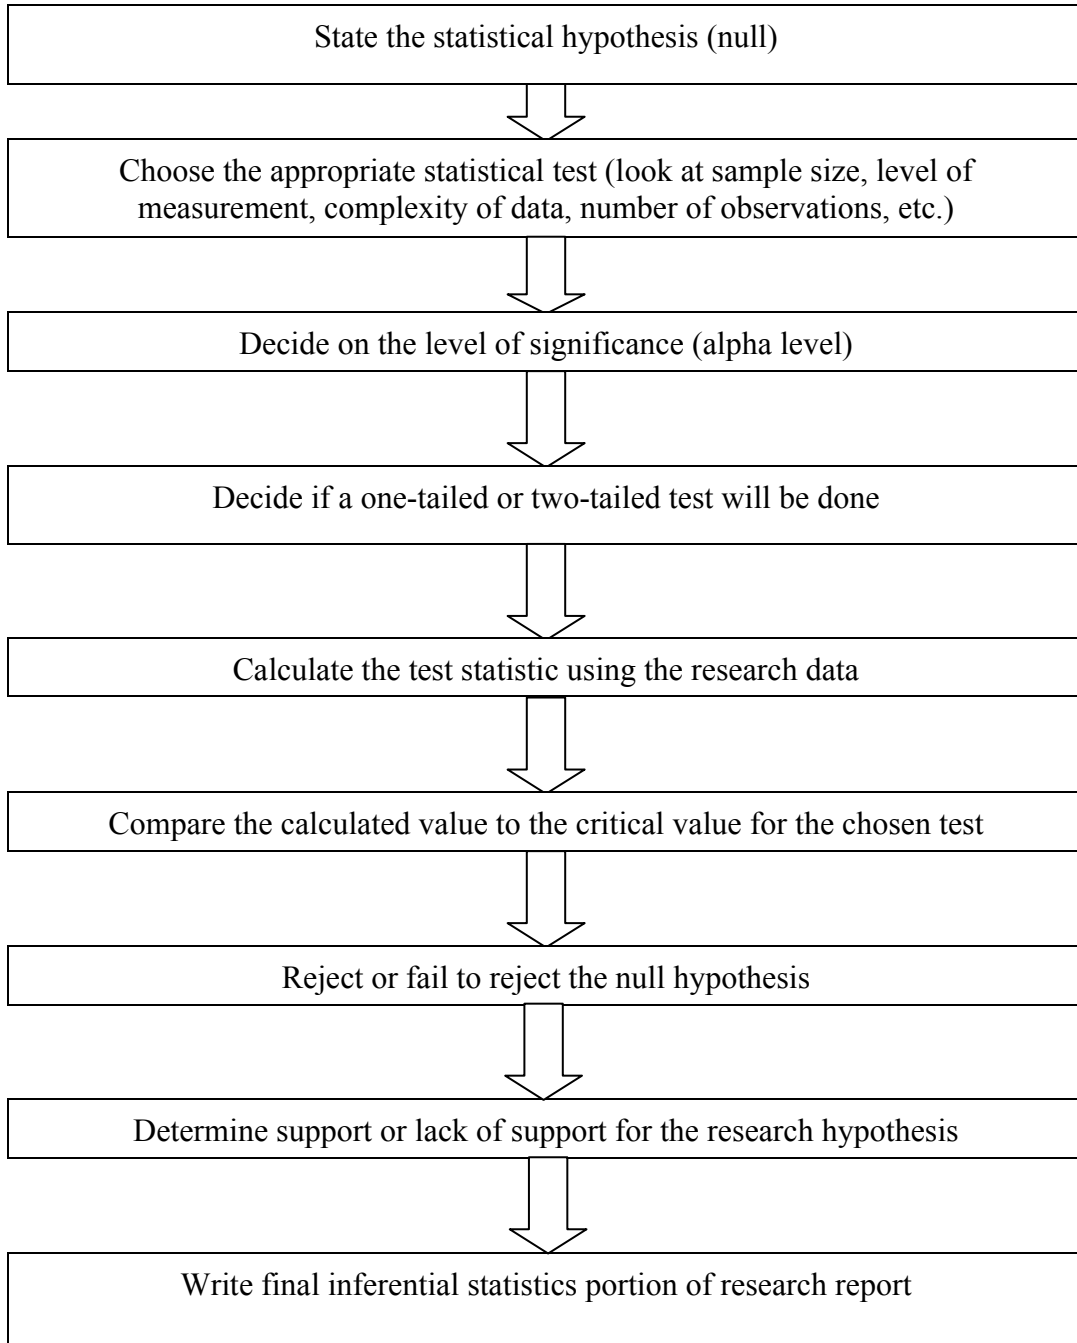 State the statistical hypothesis (null)
Choose the appropriate statistical test (look at sample size, level of
measurement, complexity of data, number of observations, etc.)
Decide on the level of significance (alpha level)
Decide if a one-tailed or two-tailed test will be done
Calculate the test statistic using the research data
Compare the calculated value to the critical value for the chosen test
Reject or fail to reject the null hypothesis
Determine support or lack of support for the research hypothesis
Write final inferential statistics portion of research report